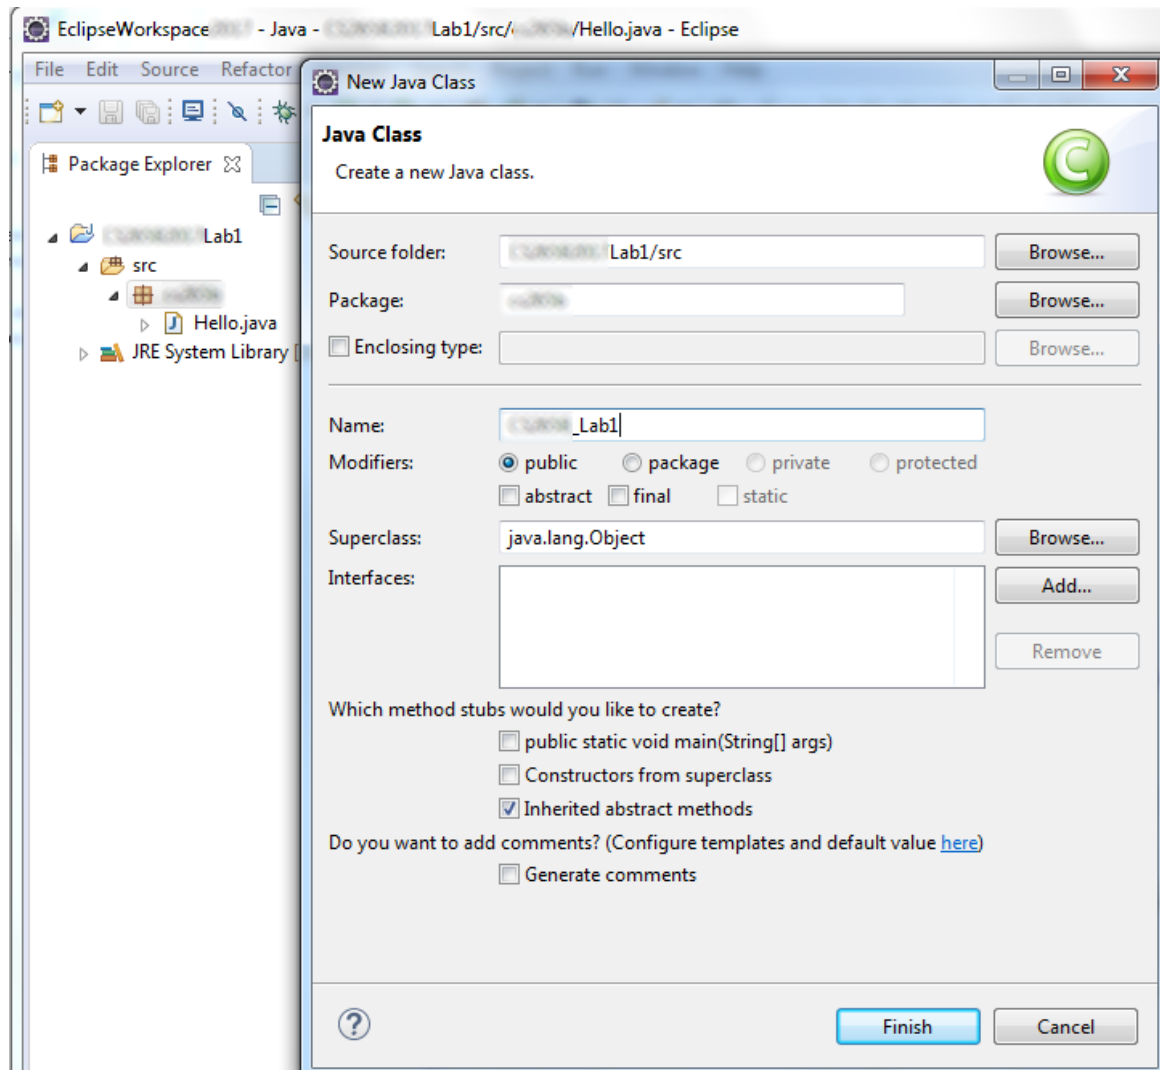 EclipseWorkspace - Java - Lab1/src/ /Hello.java - Eclipse
File Edit Source Refactor
New Java Class
Java Class
Create a new Java class.
Package Explorer
Lab1
src
Hello.java
JRE System Library [
Source folder: Lab1/src Browse...
Package: Browse...
Enclosing type: Browse...
Name: _Lab1
Modifiers: public package private protected
abstract final static
Superclass: java.lang.Object Browse...
Interfaces: Add...
Remove
Which method stubs would you like to create?
public static void main(String[] args)
Constructors from superclass
Inherited abstract methods
Do you want to add comments? (Configure templates and default value here)
Generate comments
Finish Cancel